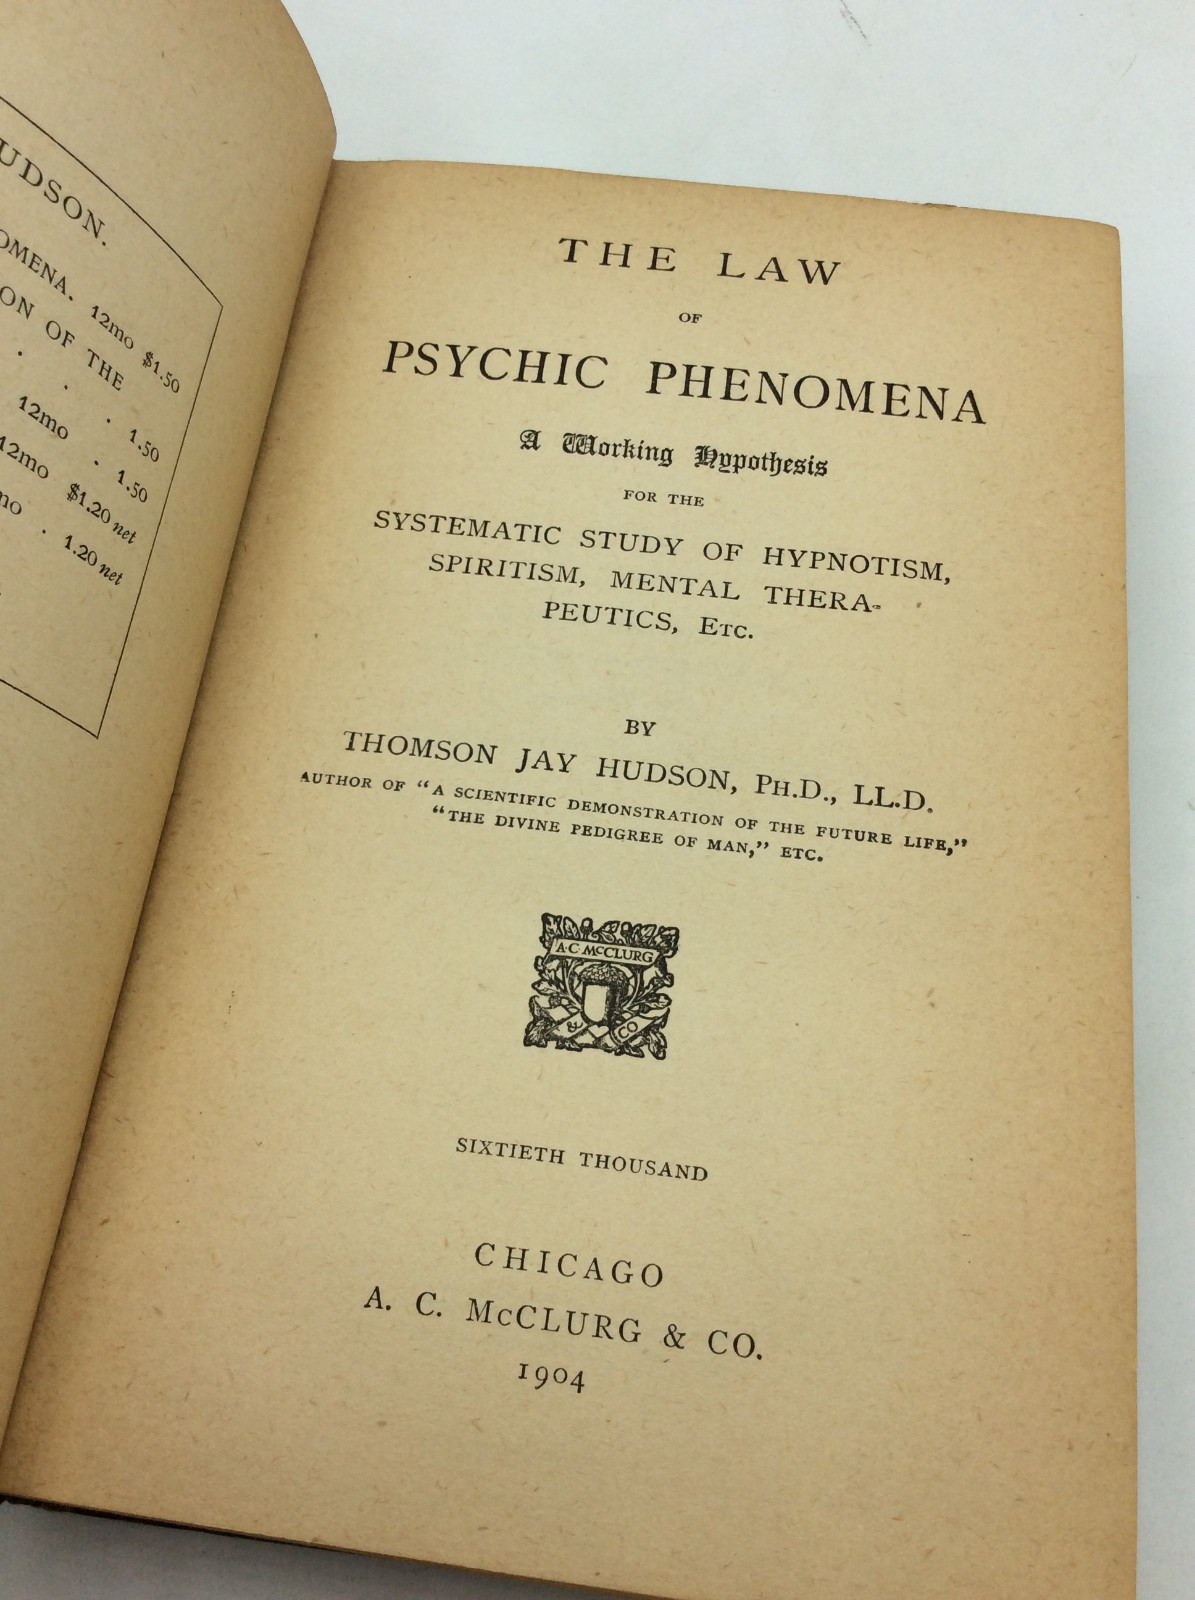 UDSON.
OMENA. 12mo $1.50
ON OF THE
. . . 1.50
12mo . 1.50
12mo $1.20 net
mo . 1.20 net
THE LAW
OF
PSYCHIC PHENOMENA
A Working Hypothesis
FOR THE
SYSTEMATIC STUDY OF HYPNOTISM,
SPIRITISM, MENTAL THERA-
PEUTICS, ETC.
BY
THOMSON JAY HUDSON, PH.D., LL.D.
AUTHOR OF "A SCIENTIFIC DEMONSTRATION OF THE FUTURE LIFE,"
"THE DIVINE PEDIGREE OF MAN," ETC.
A·C·McCLURG
& CO
SIXTIETH THOUSAND
CHICAGO
A. C. McCLURG & CO.
1904